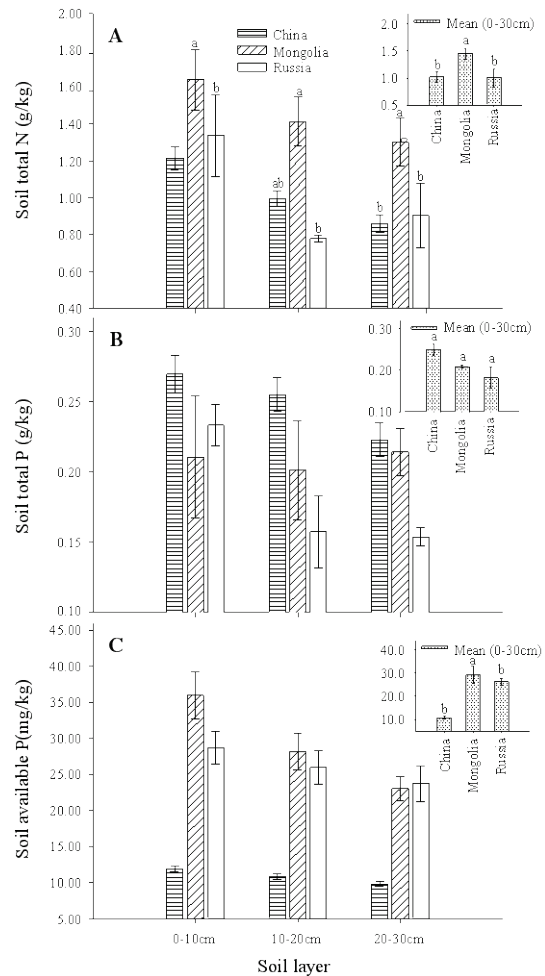 A
2.00
1.80
1.60
1.40
1.20
1.00
0.80
0.60
0.40
Soil total N (g/kg)
China
Mongolia
Russia
a
b
ab
a
b
b
a
b
Mean (0-30cm)
2.0
1.5
1.0
0.5
b
a
b
China
Mongolia
Russia
B
0.30
0.25
0.20
0.15
0.10
Soil total P (g/kg)
Mean (0-30cm)
0.30
0.20
0.10
a
a
a
China
Mongolia
Russia
C
45.00
40.00
35.00
30.00
25.00
20.00
15.00
10.00
5.00
Soil available P(mg/kg)
Mean (0-30cm)
40.0
30.0
20.0
10.0
b
a
b
China
Mongolia
Russia
0-10cm
10-20cm
20-30cm
Soil layer